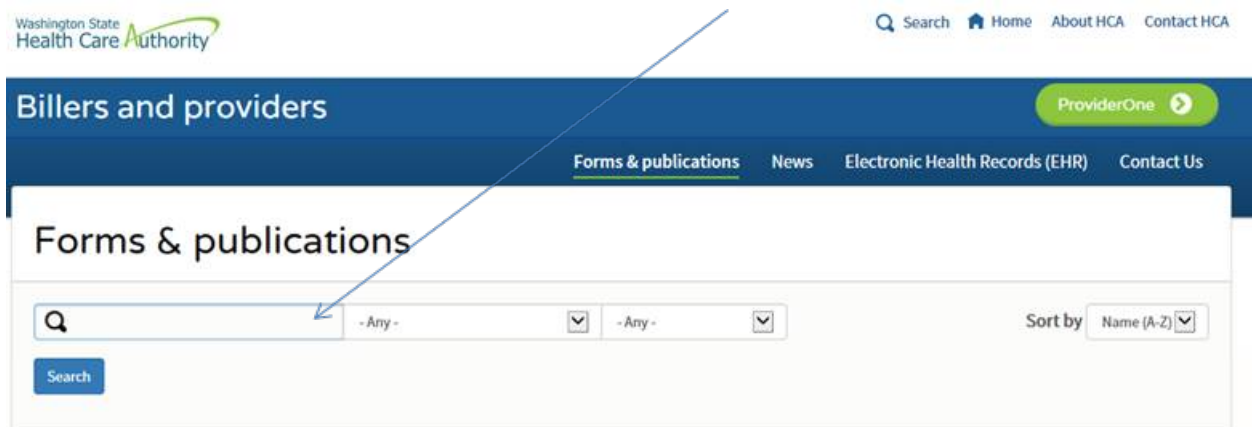 Washington State
Health Care Authority
Search Home About HCA Contact HCA
Billers and providers
ProviderOne
Forms & publications News Electronic Health Records (EHR) Contact Us
Forms & publications
- Any - - Any - Sort by Name (A-Z)
Search